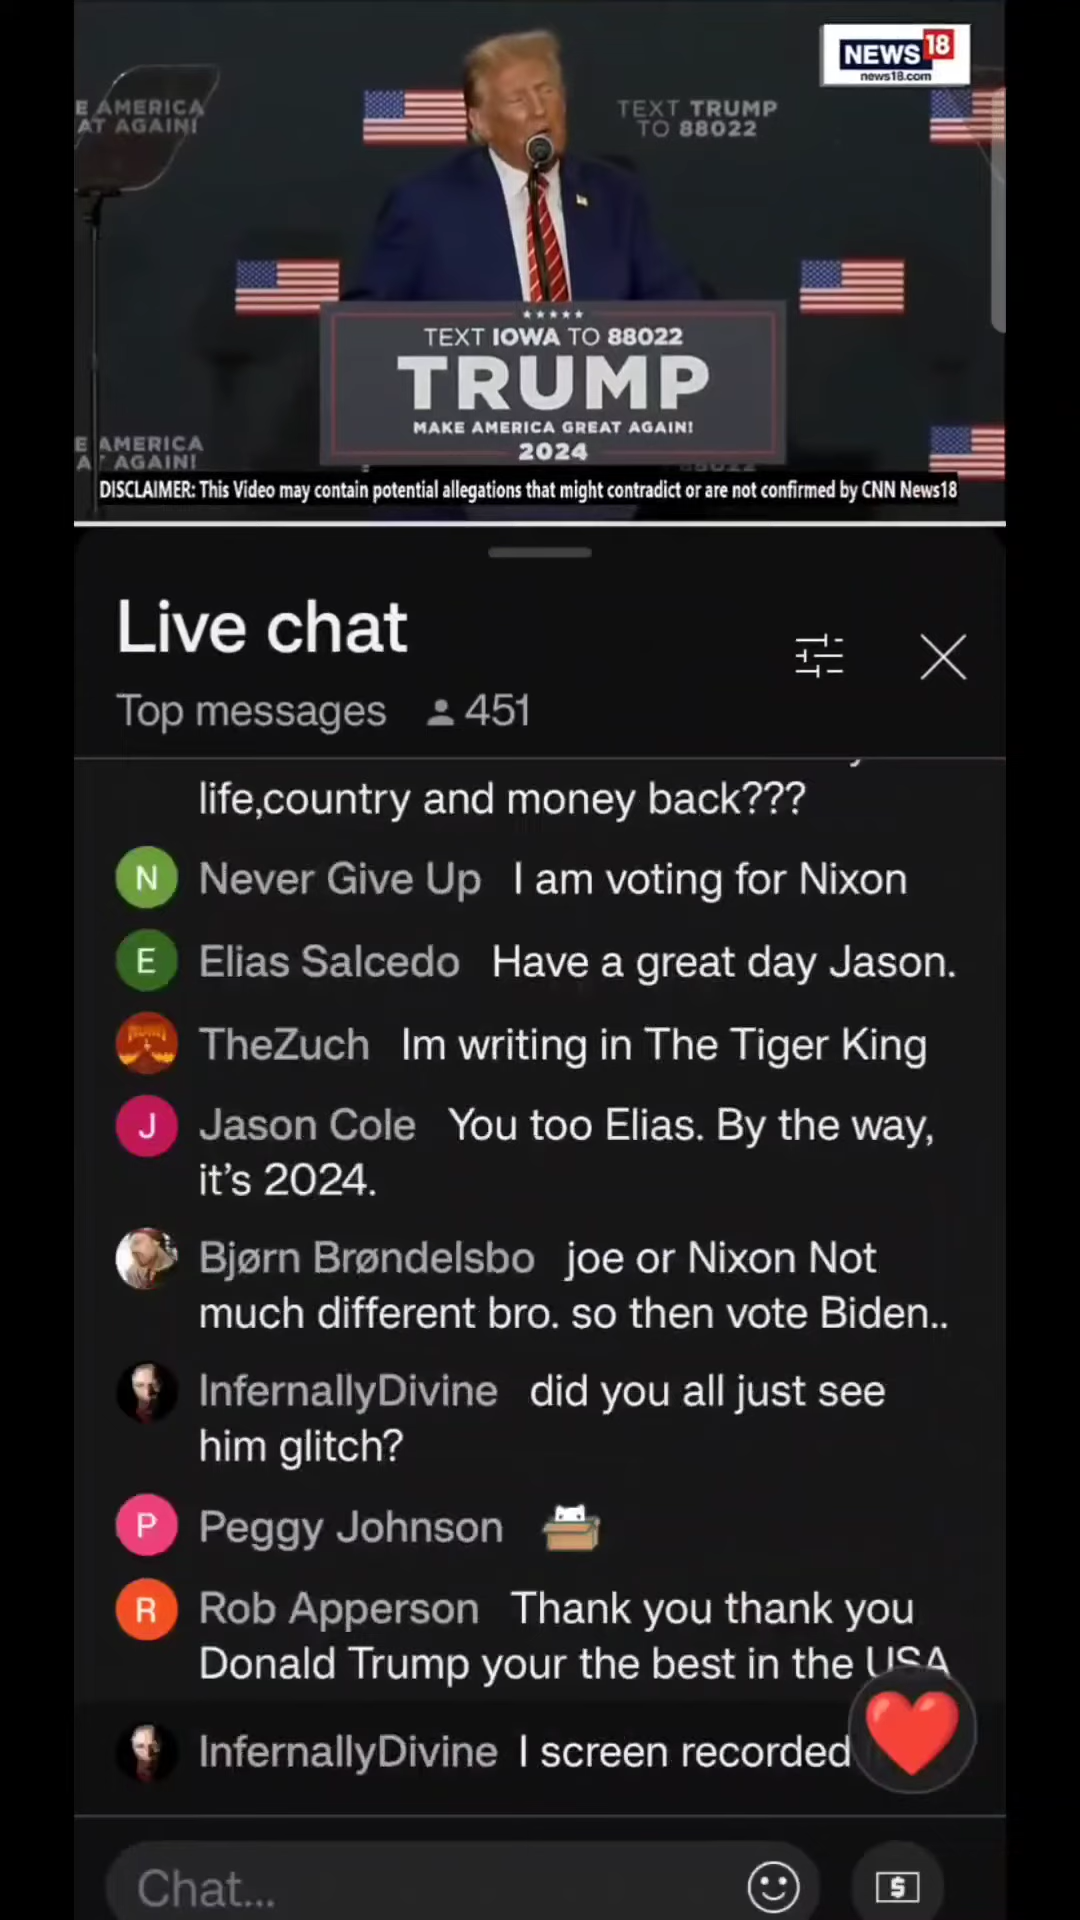 NEWS18
news18.com
E AMERICA
AT AGAIN!
TEXT TRUMP
TO 88022
TEXT IOWA TO 88022
TRUMP
MAKE AMERICA GREAT AGAIN!
2024
E AMERICA
AT AGAIN!
88022
DISCLAIMER: This Video may contain potential allegations that might contradict or are not confirmed by CNN News18
Live chat
Top messages 451
life,country and money back???
N Never Give Up I am voting for Nixon
E Elias Salcedo Have a great day Jason.
TheZuch Im writing in The Tiger King
J Jason Cole You too Elias. By the way,
it's 2024.
Bjørn Brøndelsbo joe or Nixon Not
much different bro. so then vote Biden..
InfernallyDivine did you all just see
him glitch?
P Peggy Johnson
R Rob Apperson Thank you thank you
Donald Trump your the best in the USA
InfernallyDivine I screen recorded
Chat...
$